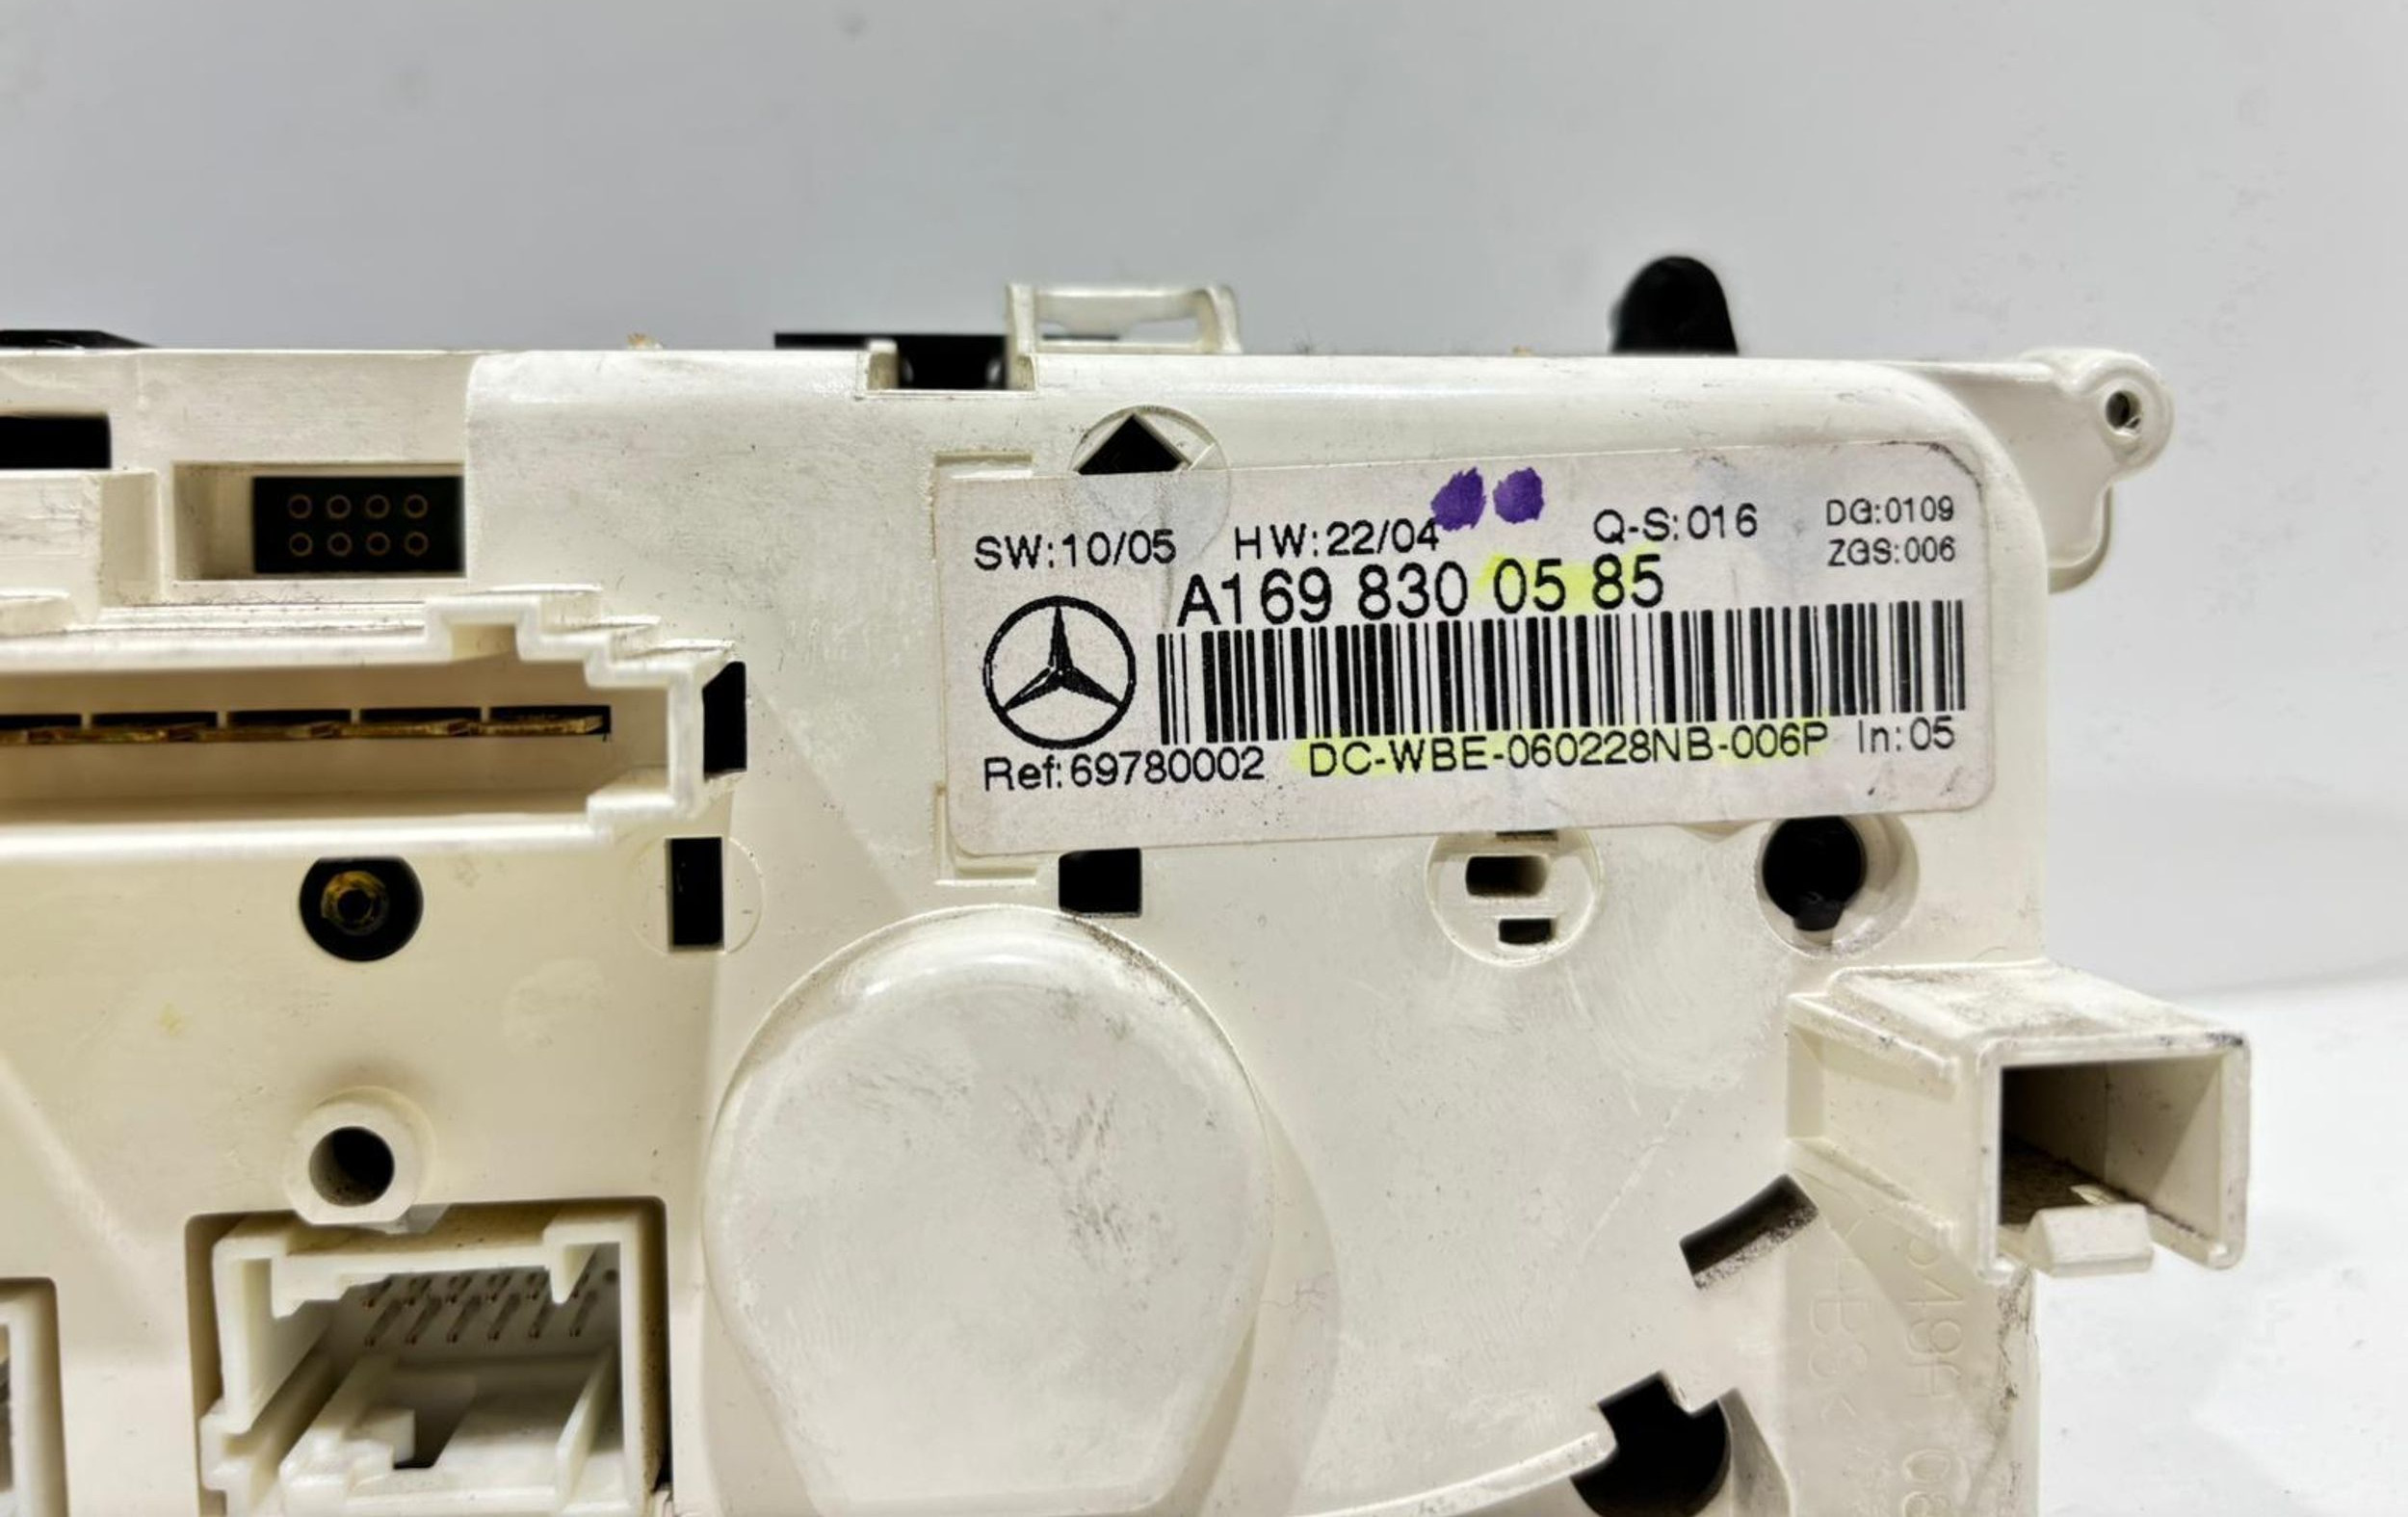 SW:10/05 HW:22/04 Q-S:016 DG:0109
ZGS:006
A169 830 05 85
Ref:69780002 DC-WBE-060228NB-006P In:05